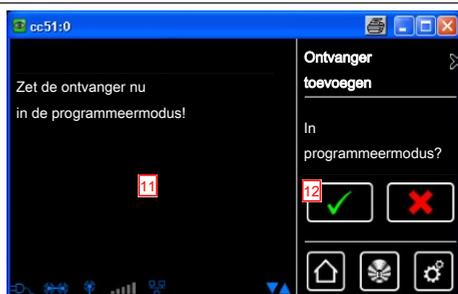 cc51:0
Zet de ontvanger nu
in de programmeermodus!
11
Ontvanger
toevoegen
In
programmeermodus?
12